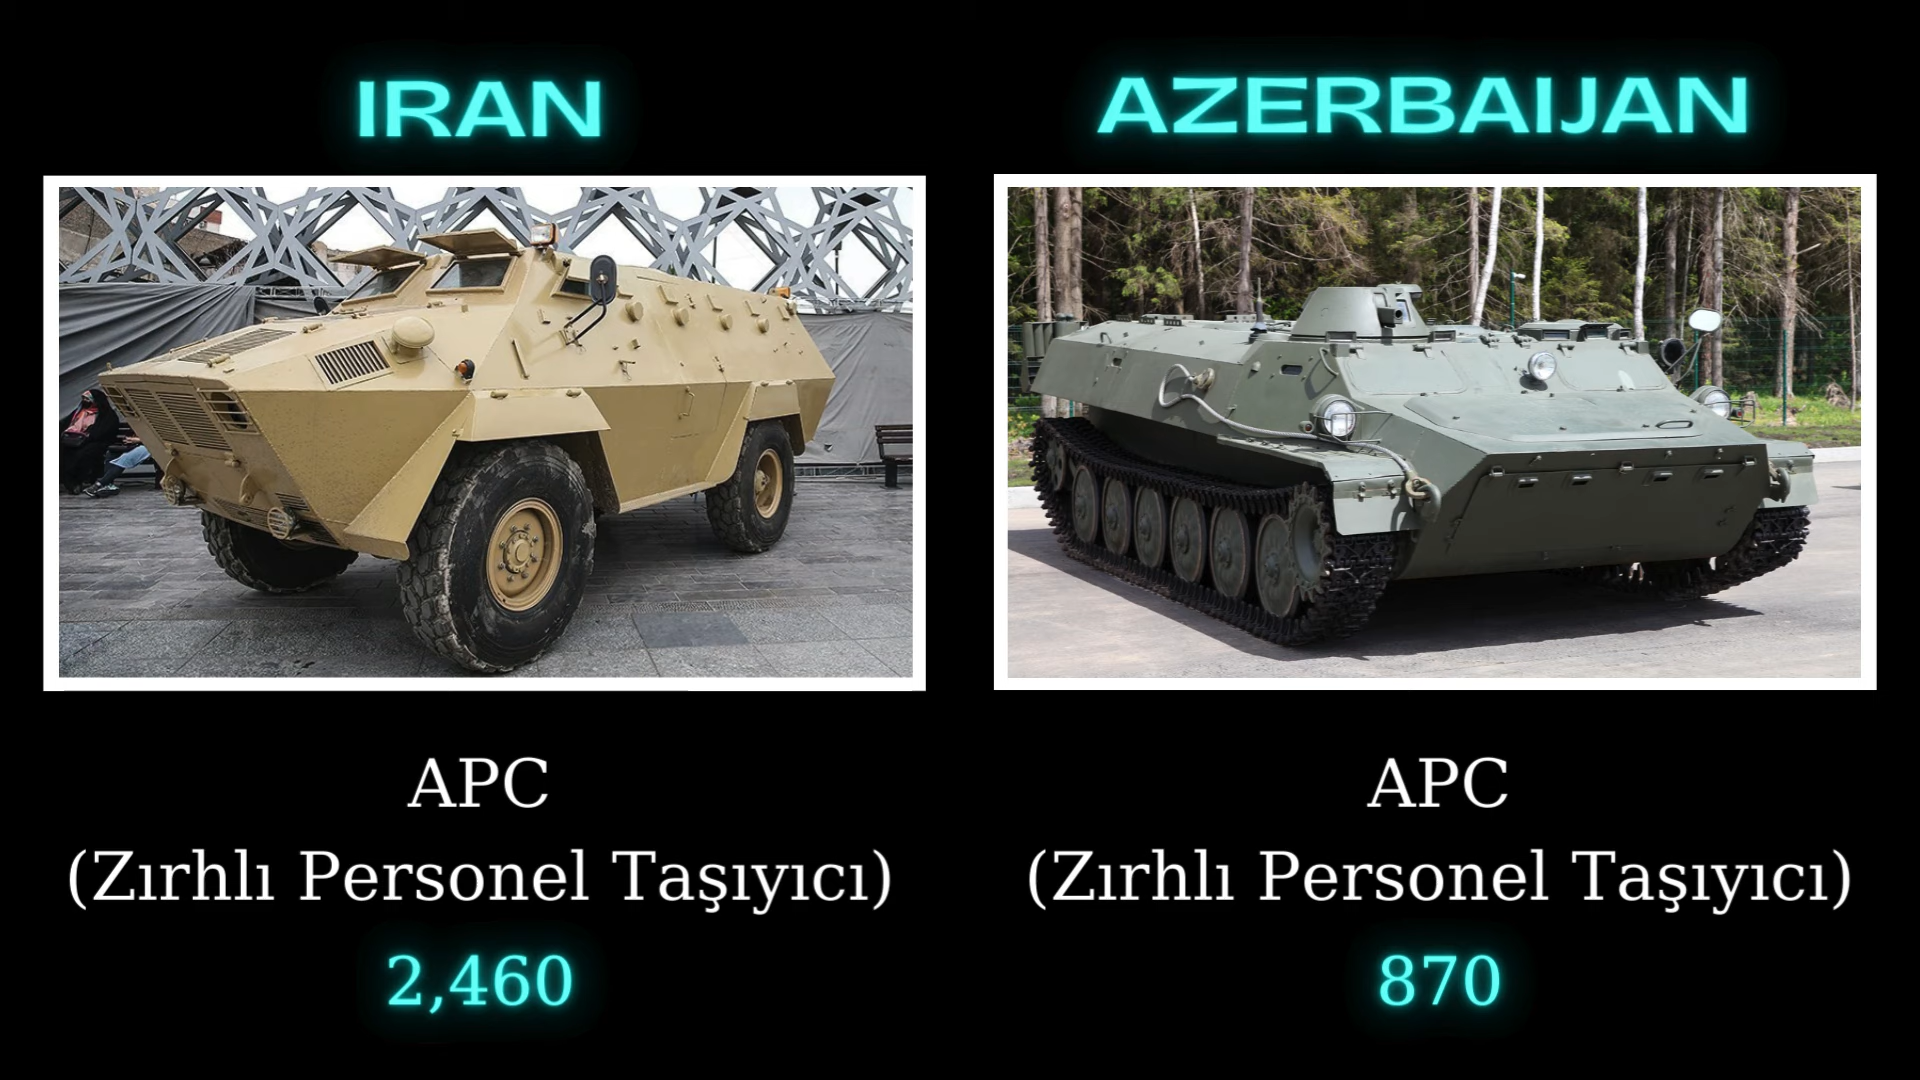 IRAN
AZERBAIJAN
APC
(Zırhlı Personel Taşıyıcı)
2,460
APC
(Zırhlı Personel Taşıyıcı)
870